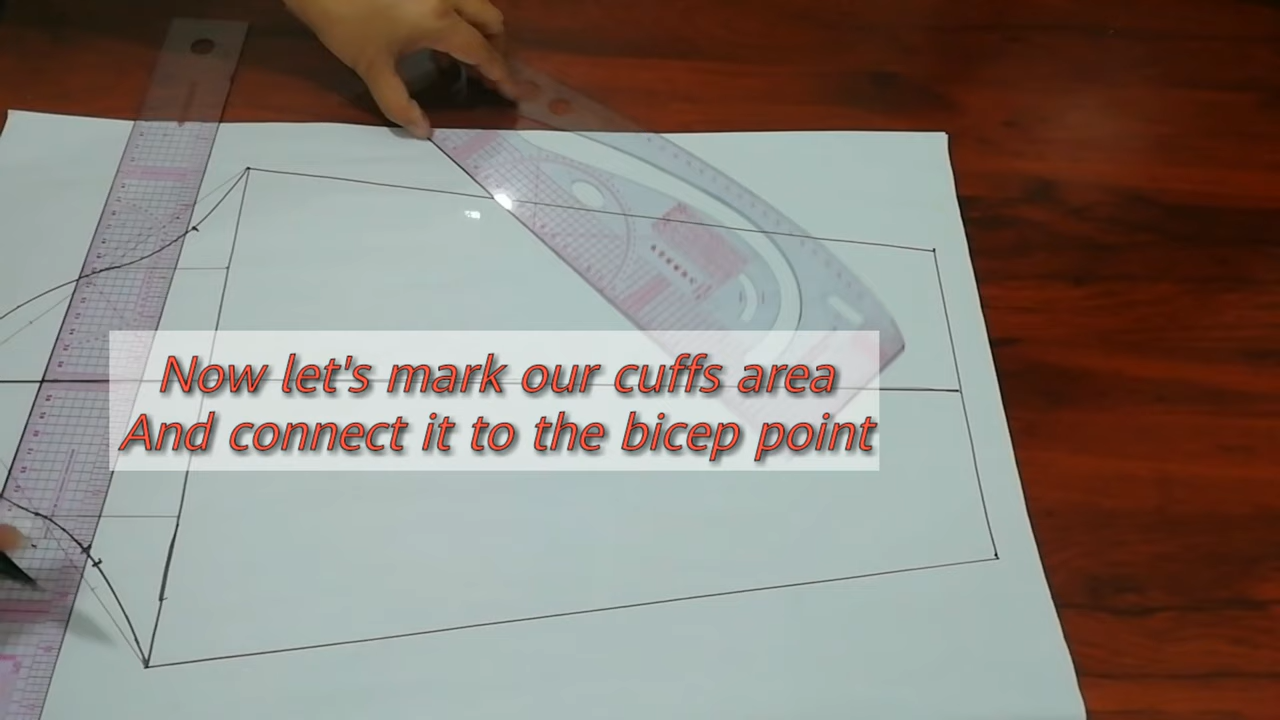 Now let's mark our cuffs area
And connect it to the bicep point